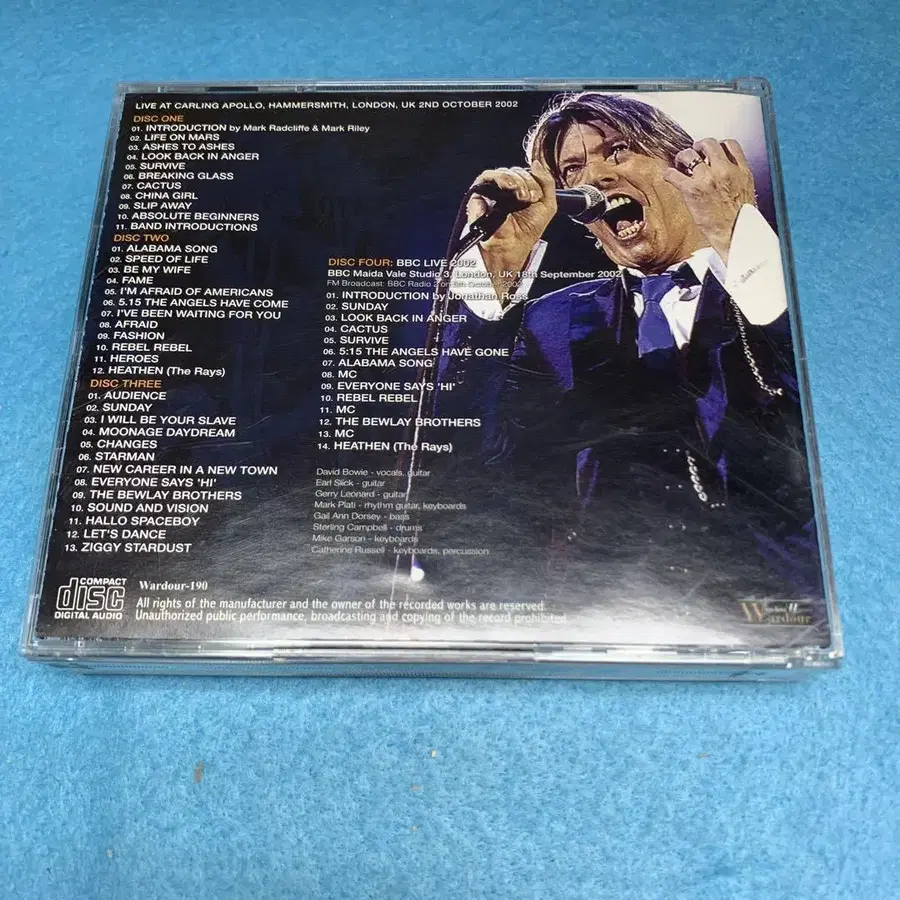 LIVE AT CARLING APOLLO, HAMMERSMITH, LONDON, UK 2ND OCTOBER 2002
DISC ONE
01. INTRODUCTION by Mark Radcliffe & Mark Riley
02. LIFE ON MARS
03. ASHES TO ASHES
04. LOOK BACK IN ANGER
05. SURVIVE
06. BREAKING GLASS
07. CACTUS
08. CHINA GIRL
09. SLIP AWAY
10. ABSOLUTE BEGINNERS
11. BAND INTRODUCTIONS
DISC TWO
01. ALABAMA SONG
02. SPEED OF LIFE
03. BE MY WIFE
04. FAME
05. I'M AFRAID OF AMERICANS
06. 5.15 THE ANGELS HAVE COME
07. I'VE BEEN WAITING FOR YOU
08. AFRAID
09. FASHION
10. REBEL REBEL
11. HEROES
12. HEATHEN (The Rays)
DISC THREE
01. AUDIENCE
02. SUNDAY
03. I WILL BE YOUR SLAVE
04. MOONAGE DAYDREAM
05. CHANGES
06. STARMAN
07. NEW CAREER IN A NEW TOWN
08. EVERYONE SAYS 'HI'
09. THE BEWLAY BROTHERS
10. SOUND AND VISION
11. HALLO SPACEBOY
12. LET'S DANCE
13. ZIGGY STARDUST
DISC FOUR: BBC LIVE 2002
BBC Maida Vale Studio 3, London, UK 18th September 2002
FM Broadcast: BBC Radio 2 on 5th October 2002
01. INTRODUCTION by Jonathan Ross
02. SUNDAY
03. LOOK BACK IN ANGER
04. CACTUS
05. SURVIVE
06. 5:15 THE ANGELS HAVE GONE
07. ALABAMA SONG
08. MC
09. EVERYONE SAYS 'HI'
10. REBEL REBEL
11. MC
12. THE BEWLAY BROTHERS
13. MC
14. HEATHEN (The Rays)
David Bowie - vocals, guitar
Earl Slick - guitar
Gerry Leonard - guitar
Mark Plati - rhythm guitar, keyboards
Gail Ann Dorsey - bass
Sterling Campbell - drums
Mike Garson - keyboards
Catherine Russell - keyboards, percussion
COMPACT
disc
DIGITAL AUDIO
Wardour-190
All rights of the manufacturer and the owner of the recorded works are reserved.
Unauthorized public performance, broadcasting and copying of the record prohibited
Wardour